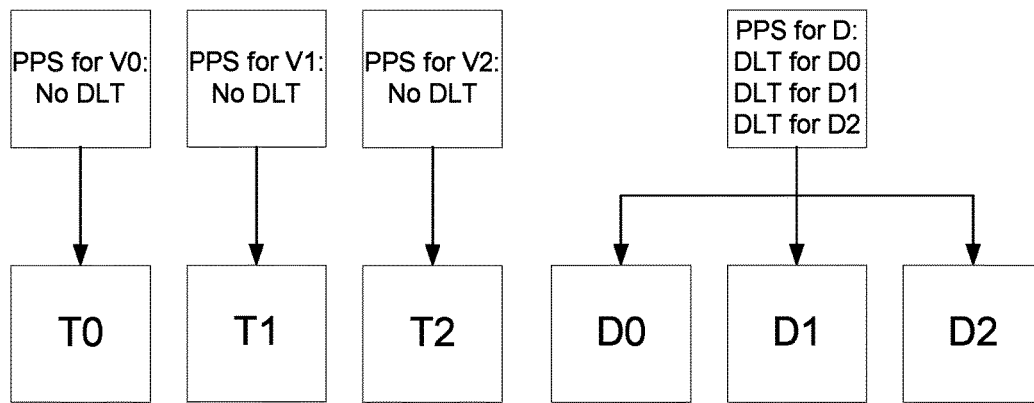 PPS for V0:
No DLT
PPS for V1:
No DLT
PPS for V2:
No DLT
PPS for D:
DLT for D0
DLT for D1
DLT for D2
T0
T1
T2
D0
D1
D2